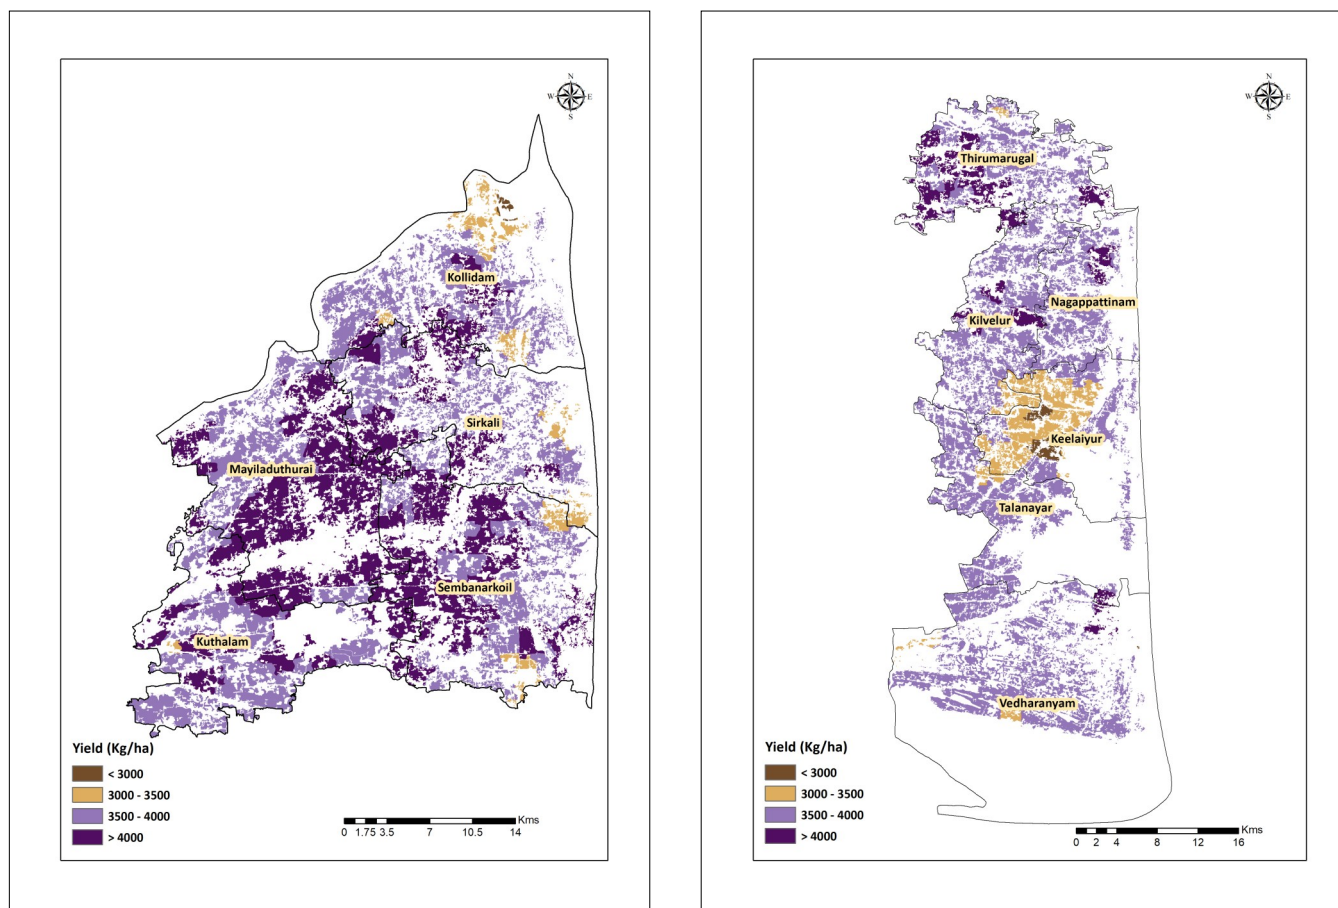 N
W E
S
Kollidam
Sirkali
Mayiladuthurai
Sembanarkoil
Kuthalam
Yield (Kg/ha)
< 3000
3000 - 3500
3500 - 4000
> 4000
Kms
0 1.75 3.5 7 10.5 14
N
W E
S
Thirumarugal
Nagappattinam
Kilvelur
Keelaiyur
Talanayar
Vedharanyam
Yield (Kg/ha)
< 3000
3000 - 3500
3500 - 4000
> 4000
Kms
0 2 4 8 12 16